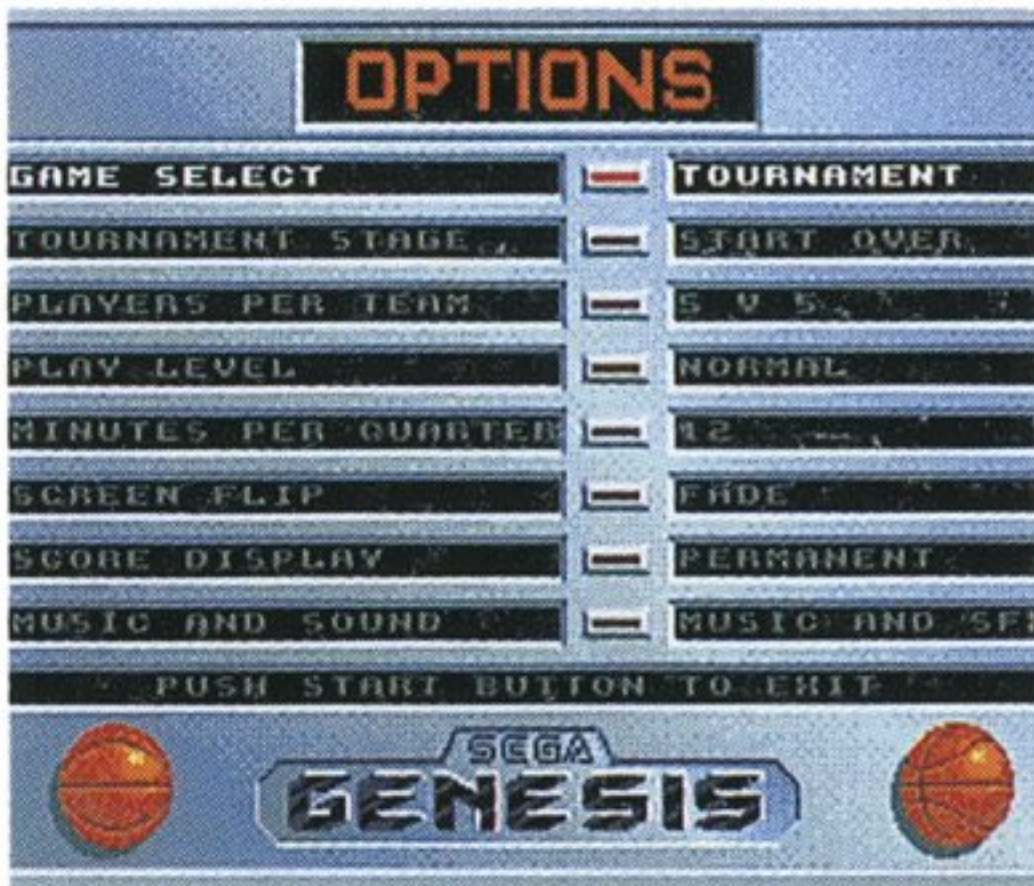 OPTIONS
GAME SELECT TOURNAMENT
TOURNAMENT STAGE START OVER
PLAYERS PER TEAM 5 V 5
PLAY LEVEL NORMAL
MINUTES PER QUARTER 12
SCREEN FLIP FADE
SCORE DISPLAY PERMANENT
MUSIC AND SOUND MUSIC AND SFX
PUSH START BUTTON TO EXIT
SEGA
GENESIS